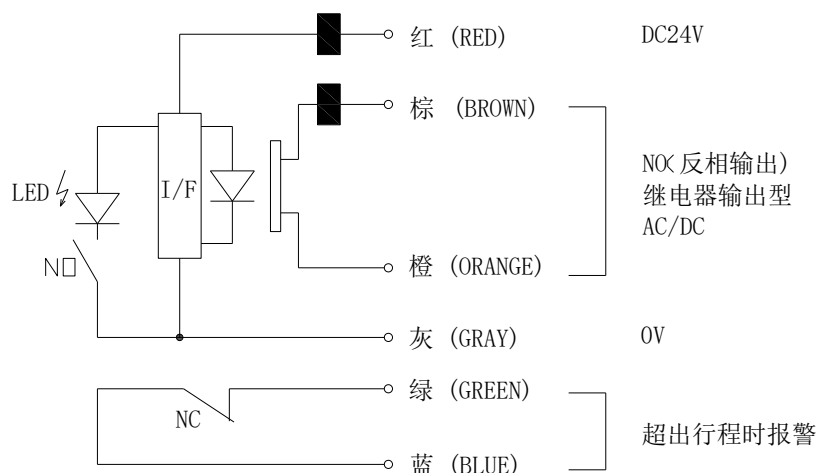 红 (RED) DC24V
棕 (BROWN)
NO(反相输出)
继电器输出型
AC/DC
LED
I/F
NO
橙 (ORANGE)
灰 (GRAY) 0V
绿 (GREEN)
NC
超出行程时报警
蓝 (BLUE)